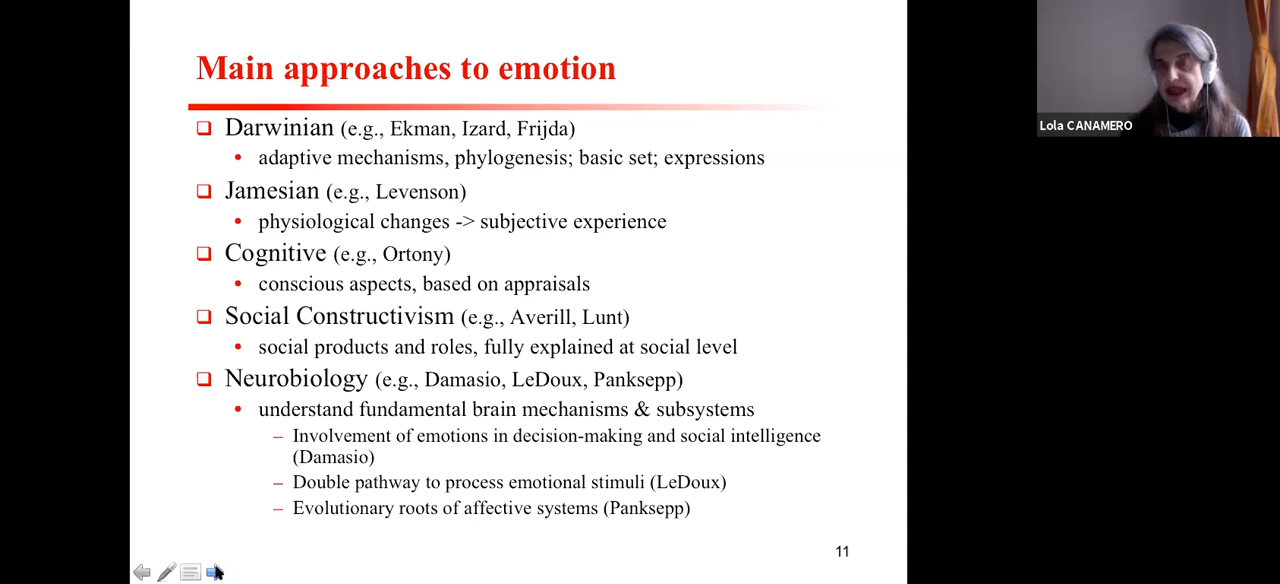 Main approaches to emotion
Darwinian (e.g., Ekman, Izard, Frijda)
• adaptive mechanisms, phylogenesis; basic set; expressions
Jamesian (e.g., Levenson)
• physiological changes -> subjective experience
Cognitive (e.g., Ortony)
• conscious aspects, based on appraisals
Social Constructivism (e.g., Averill, Lunt)
• social products and roles, fully explained at social level
Neurobiology (e.g., Damasio, LeDoux, Panksepp)
• understand fundamental brain mechanisms & subsystems
– Involvement of emotions in decision-making and social intelligence
(Damasio)
– Double pathway to process emotional stimuli (LeDoux)
– Evolutionary roots of affective systems (Panksepp)
11
Lola CANAMERO